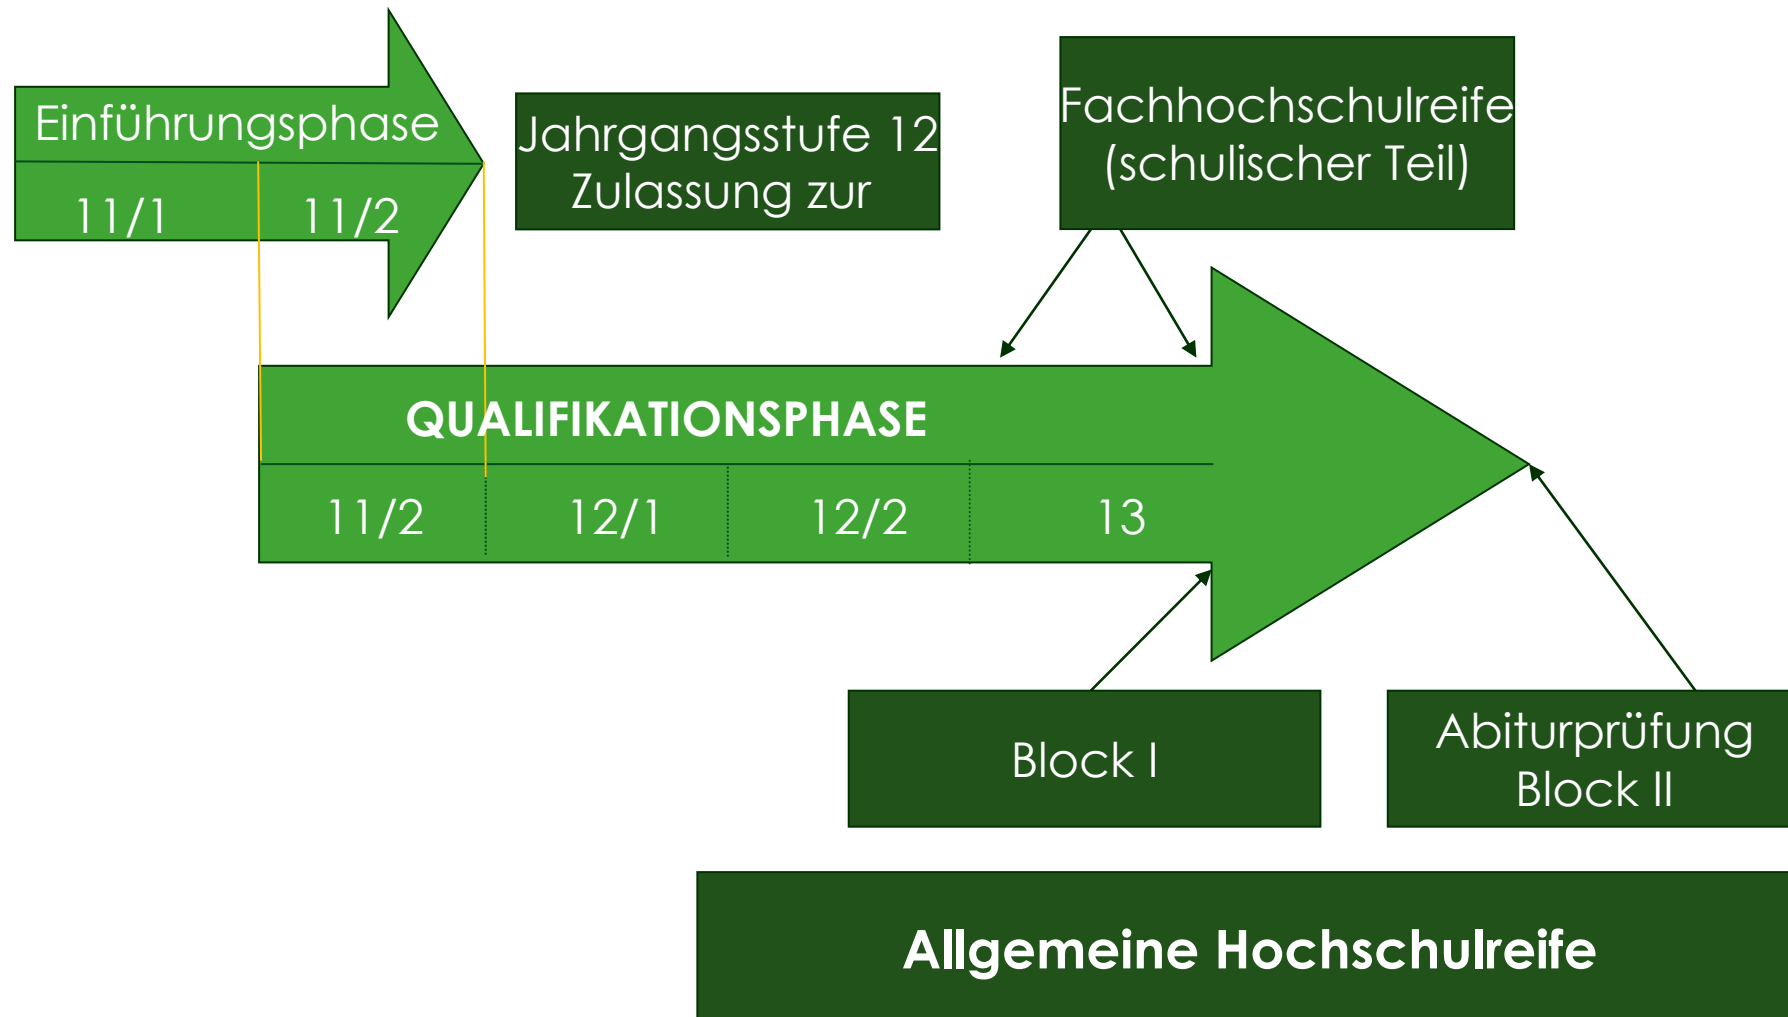 Einführungsphase
11/1 11/2
Jahrgangsstufe 12
Zulassung zur
Fachhochschulreife
(schulischer Teil)
QUALIFIKATIONSPHASE
11/2 12/1 12/2 13
Block I
Abiturprüfung
Block II
Allgemeine Hochschulreife